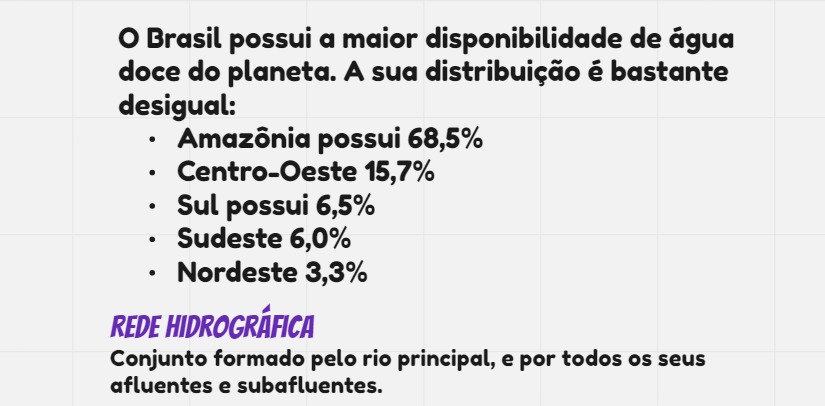 O Brasil possui a maior disponibilidade de água
doce do planeta. A sua distribuição é bastante
desigual:
• Amazônia possui 68,5%
• Centro-Oeste 15,7%
• Sul possui 6,5%
• Sudeste 6,0%
• Nordeste 3,3%
REDE HIDROGRÁFICA
Conjunto formado pelo rio principal, e por todos os seus
afluentes e subafluentes.